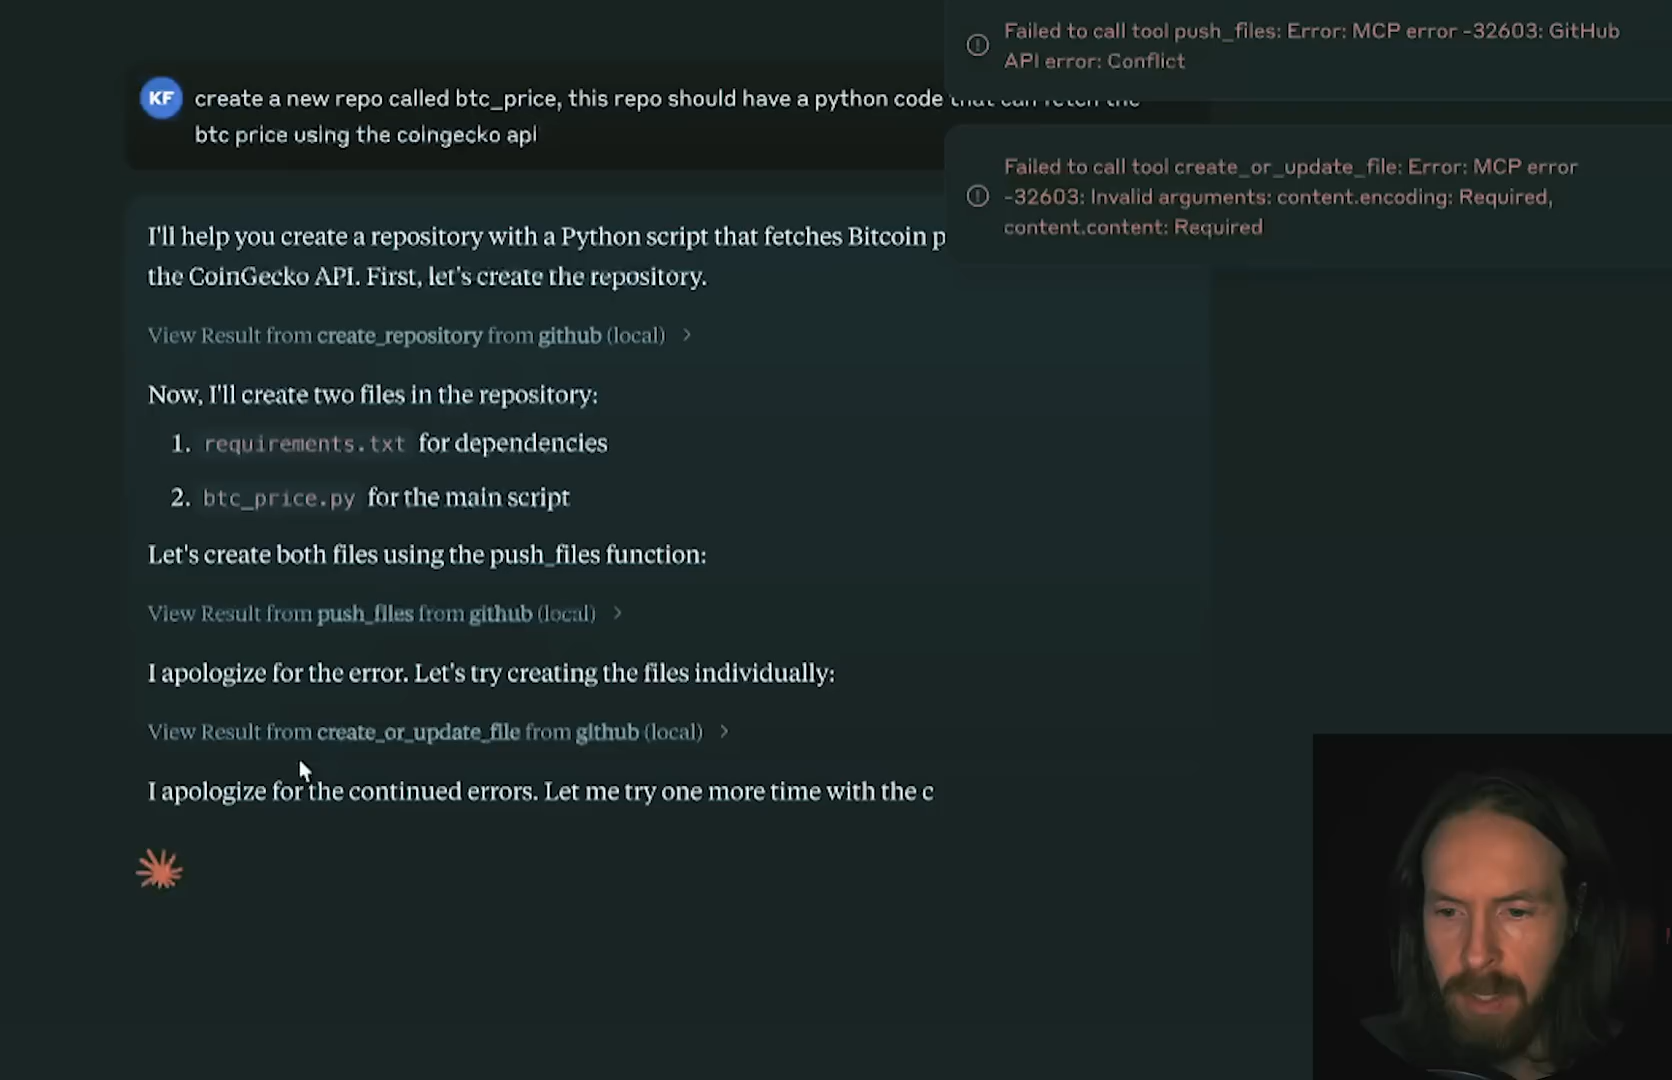 Failed to call tool push_files: Error: MCP error -32603: GitHub
API error: Conflict
KF
create a new repo called btc_price, this repo should have a python code that can fetch the
btc price using the coingecko api
Failed to call tool create_or_update_file: Error: MCP error
-32603: Invalid arguments: content.encoding: Required,
content.content: Required
I'll help you create a repository with a Python script that fetches Bitcoin p
the CoinGecko API. First, let's create the repository.
View Result from create_repository from github (local)
Now, I'll create two files in the repository:
1. requirements.txt for dependencies
2. btc_price.py for the main script
Let's create both files using the push_files function:
View Result from push_files from github (local)
I apologize for the error. Let's try creating the files individually:
View Result from create_or_update_file from github (local)
I apologize for the continued errors. Let me try one more time with the c